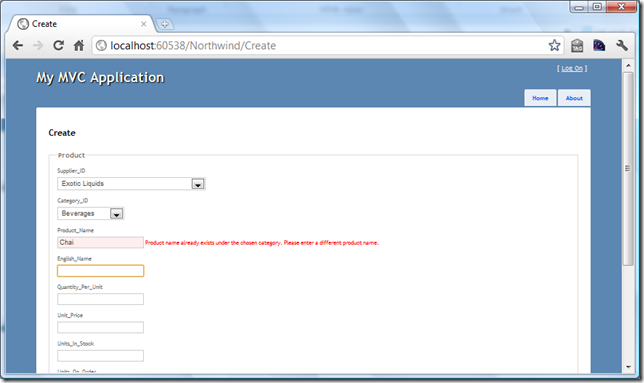 Create
localhost:60538/Northwind/Create
TAG
My MVC Application
[ Log On ]
Home
About
Create
Product
Supplier_ID
Exotic Liquids
Category_ID
Beverages
Product_Name
Chai
Product name already exists under the chosen category. Please enter a different product name.
English_Name
Quantity_Per_Unit
Unit_Price
Units_In_Stock
Units_On_Order